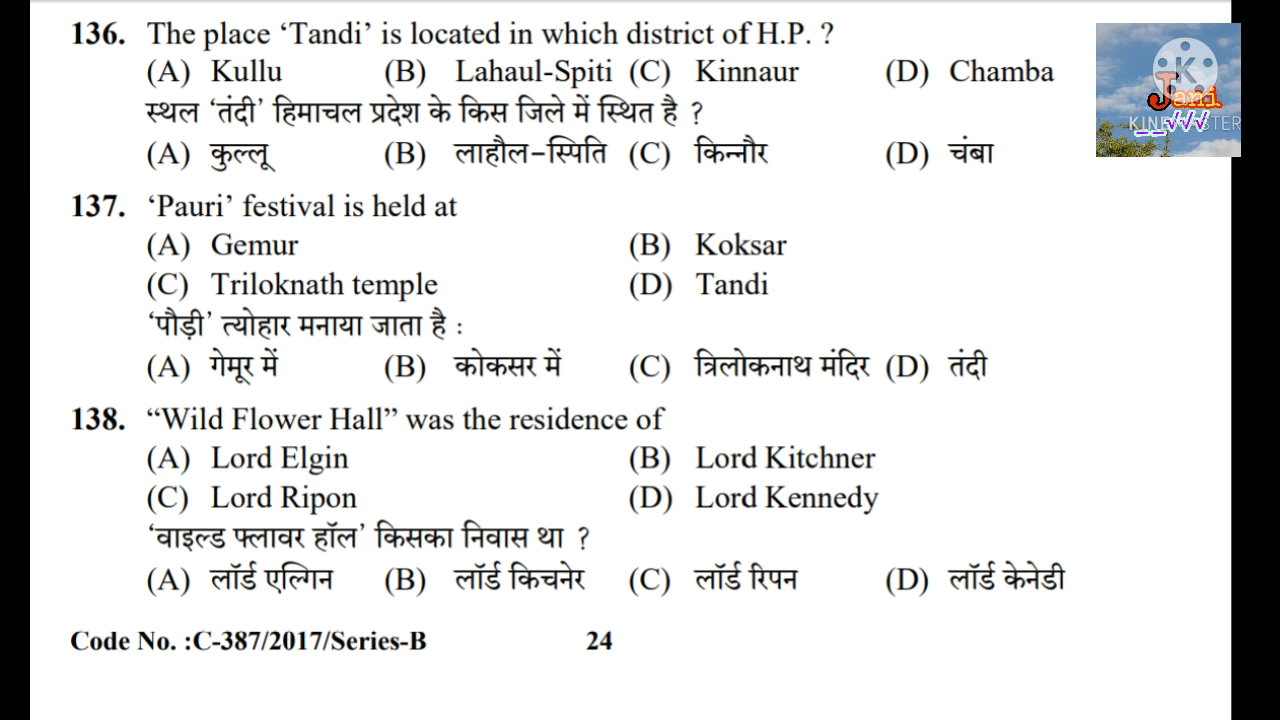 136. The place ‘Tandi’ is located in which district of H.P. ?
(A) Kullu (B) Lahaul-Spiti (C) Kinnaur (D) Chamba
स्थल ‘तंदी’ हिमाचल प्रदेश के किस जिले में स्थित है ?
(A) कुल्लू (B) लाहौल-स्पिति (C) किन्नौर (D) चंबा
137. ‘Pauri’ festival is held at
(A) Gemur (B) Koksar
(C) Triloknath temple (D) Tandi
‘पौड़ी’ त्योहार मनाया जाता है :
(A) गेमूर में (B) कोकसर में (C) त्रिलोकनाथ मंदिर (D) तंदी
138. “Wild Flower Hall” was the residence of
(A) Lord Elgin (B) Lord Kitchner
(C) Lord Ripon (D) Lord Kennedy
‘वाइल्ड फ्लावर हॉल’ किसका निवास था ?
(A) लॉर्ड एल्गिन (B) लॉर्ड किचनेर (C) लॉर्ड रिपन (D) लॉर्ड केनेडी
Code No. :C-387/2017/Series-B 24
K
Jani